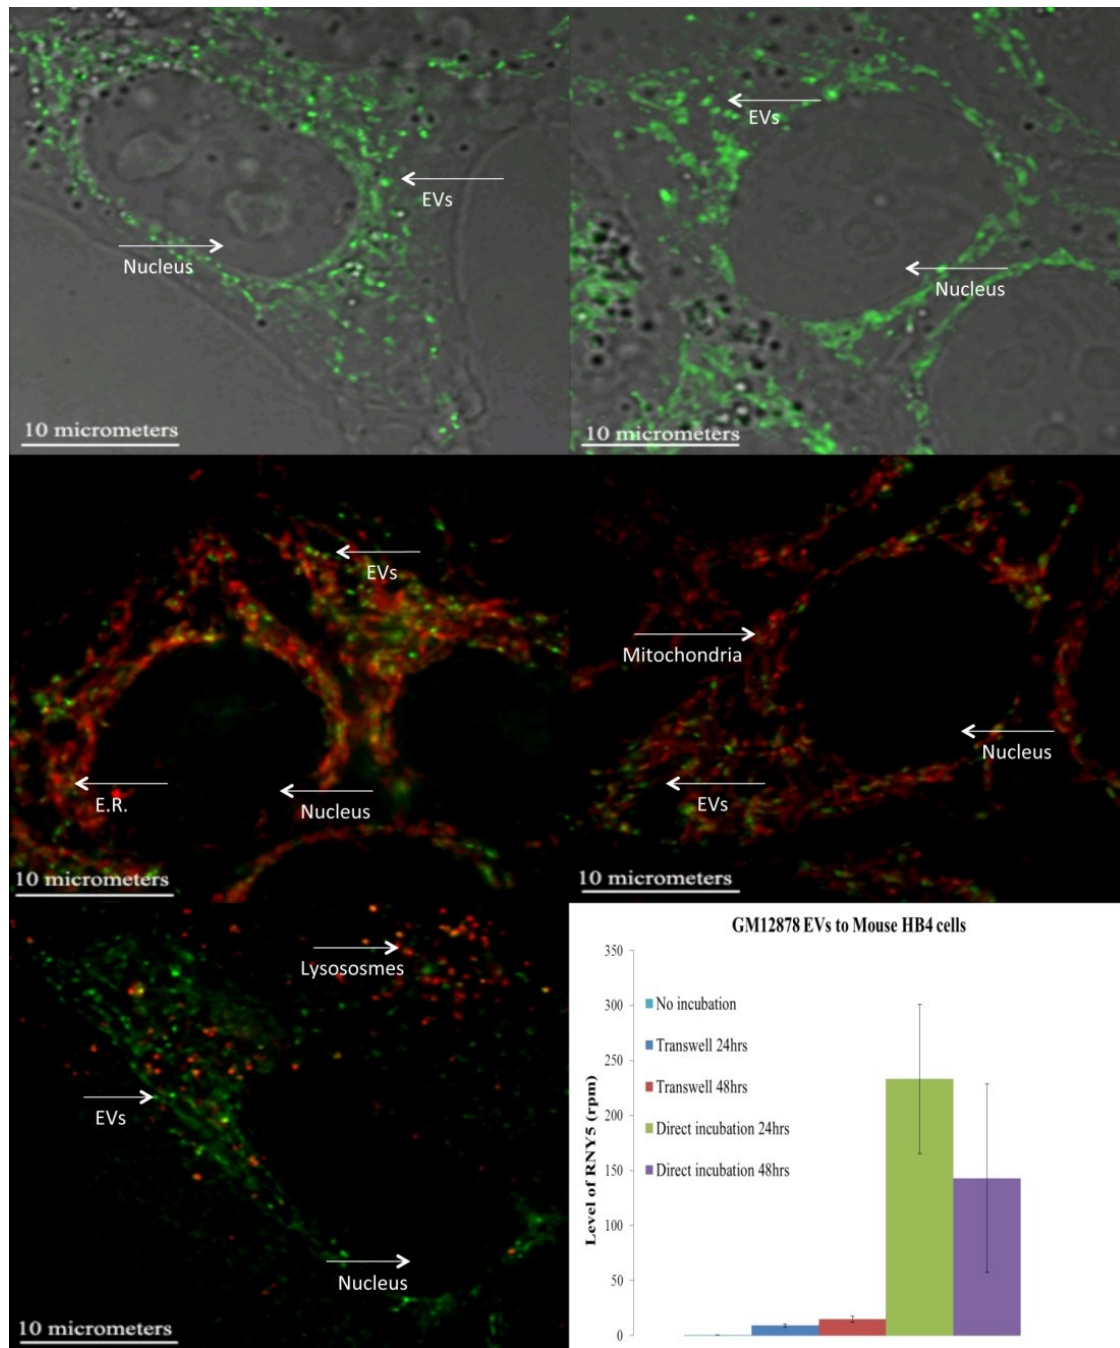 EVs
EVs
Nucleus
Nucleus
10 micrometers
10 micrometers
EVs
Mitochondria
Nucleus
E.R.
Nucleus
EVs
10 micrometers
10 micrometers
Lysososmes
EVs
Nucleus
10 micrometers
GM12878 EVs to Mouse HB4 cells
350
300
250
200
150
100
50
0
Level of RNY5 (rpm)
No incubation
Transwell 24hrs
Transwell 48hrs
Direct incubation 24hrs
Direct incubation 48hrs